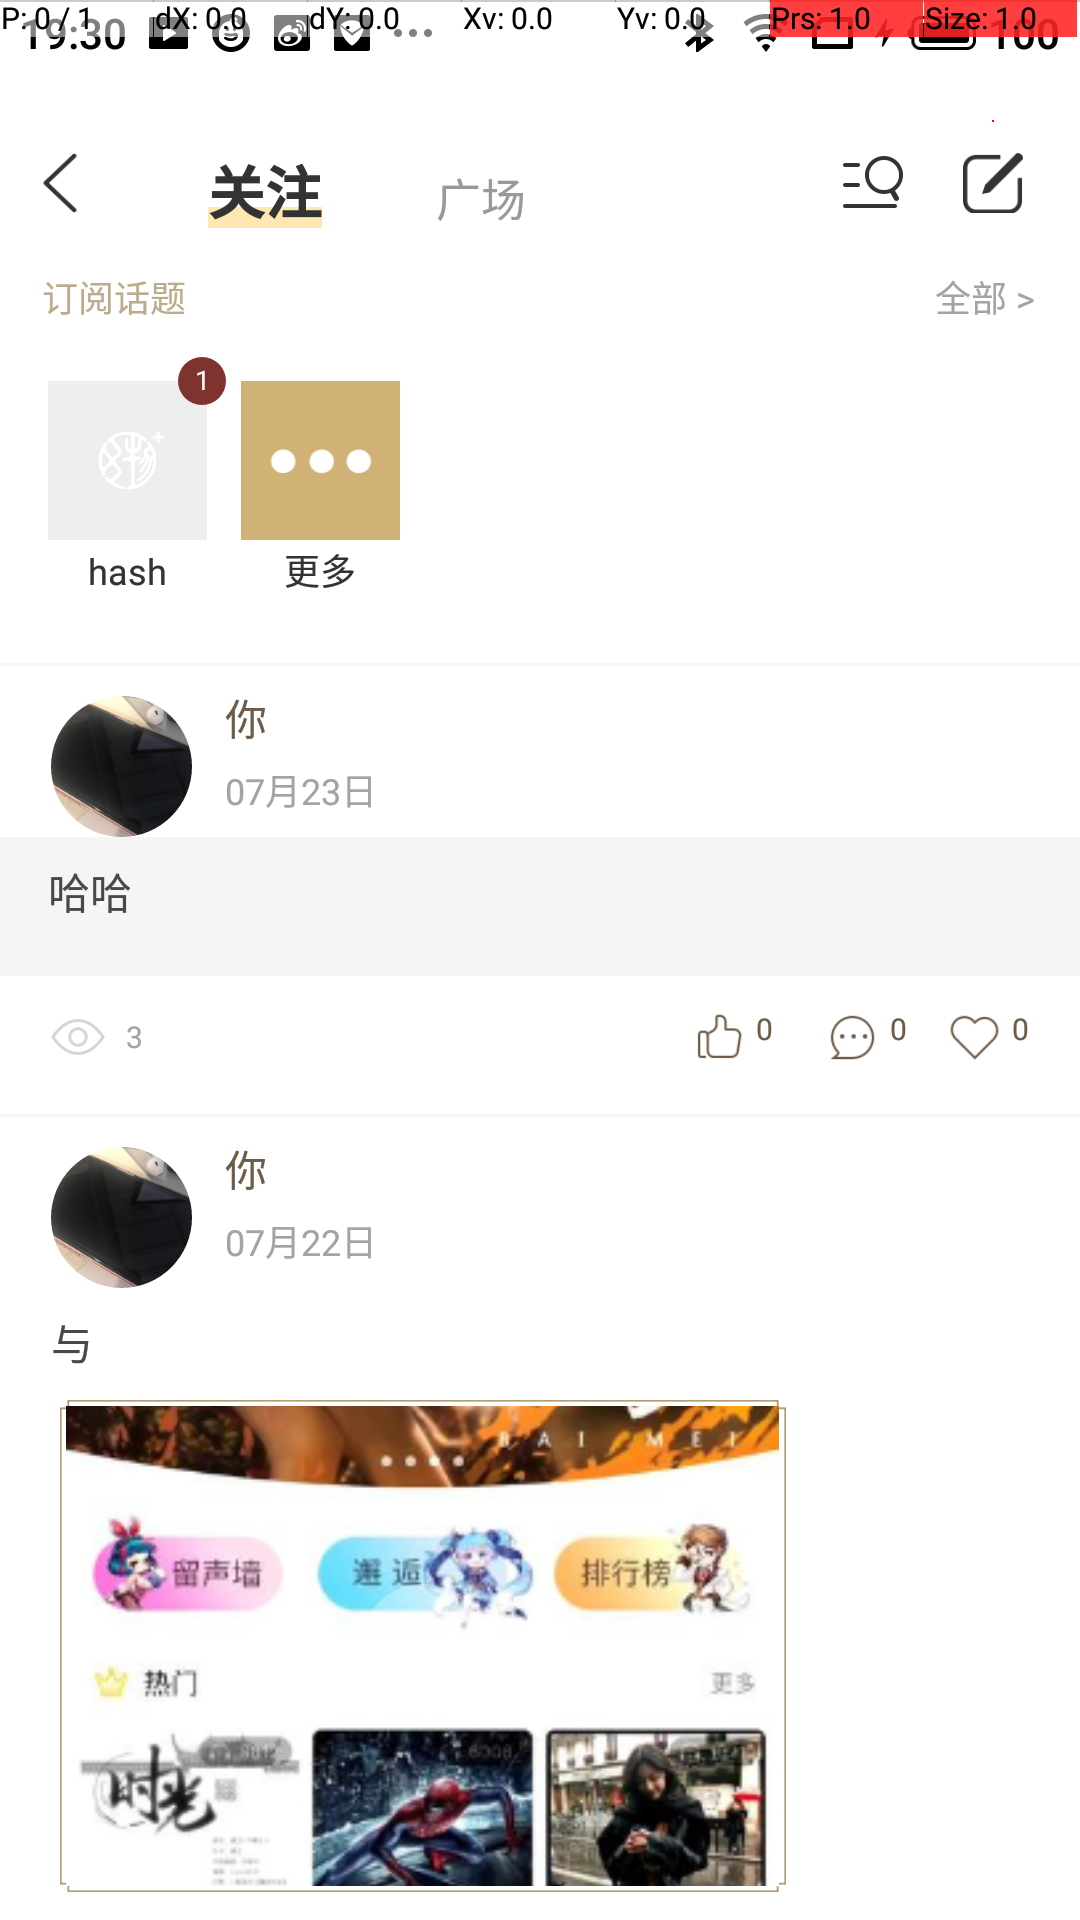 P: 0 / 1 dX: 0.0 dY: 0.0 Xv: 0.0 Yv: 0.0 Prs: 1.0 Size: 1.0
19:30 100
关注 广场
订阅话题 全部 >
1
hash 更多
你
07月23日
哈哈
3 0 0 0
你
07月22日
与
BAI MEI
留声墙 邂逅 排行榜
热门 更多
时光